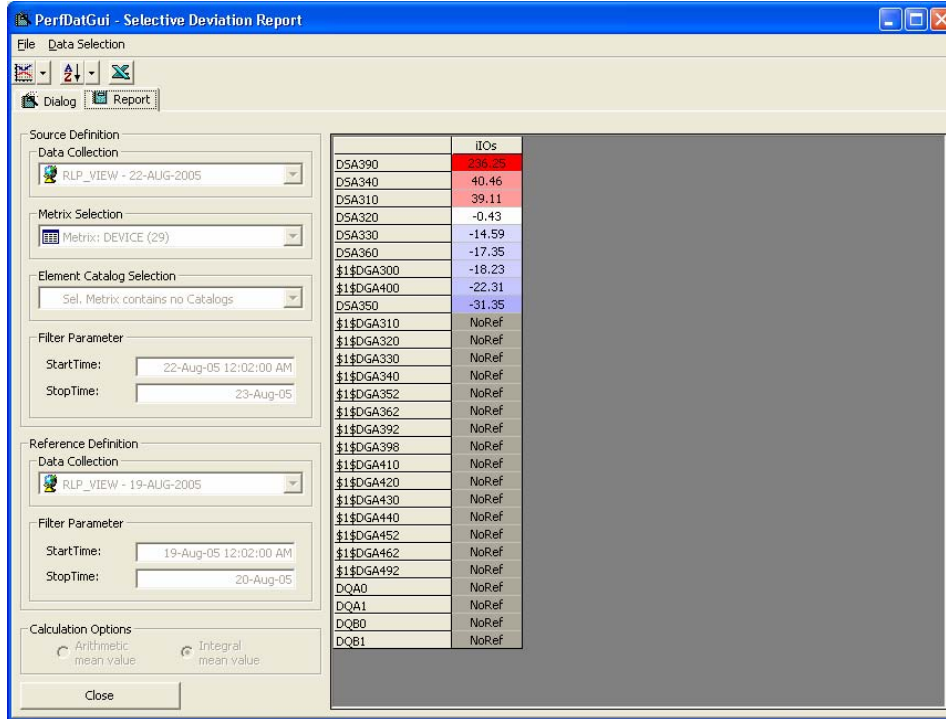 PerfDatGui - Selective Deviation Report
File Data Selection
Dialog Report
Source Definition
Data Collection
RLP_VIEW - 22-AUG-2005
Metrix Selection
Metrix: DEVICE (29)
Element Catalog Selection
Sel. Metrix contains no Catalogs
Filter Parameter
StartTime: 22-Aug-05 12:02:00 AM
StopTime: 23-Aug-05
Reference Definition
Data Collection
RLP_VIEW - 19-AUG-2005
Filter Parameter
StartTime: 19-Aug-05 12:02:00 AM
StopTime: 20-Aug-05
Calculation Options
Arithmetic mean value
Integral mean value
Close
iIOs
DSA390 236.25
DSA340 40.46
DSA310 39.11
DSA320 -0.43
DSA330 -14.59
DSA360 -17.35
$1$DGA300 -18.23
$1$DGA400 -22.31
DSA350 -31.35
$1$DGA310 NoRef
$1$DGA320 NoRef
$1$DGA330 NoRef
$1$DGA340 NoRef
$1$DGA352 NoRef
$1$DGA362 NoRef
$1$DGA392 NoRef
$1$DGA398 NoRef
$1$DGA410 NoRef
$1$DGA420 NoRef
$1$DGA430 NoRef
$1$DGA440 NoRef
$1$DGA452 NoRef
$1$DGA462 NoRef
$1$DGA492 NoRef
DQA0 NoRef
DQA1 NoRef
DQB0 NoRef
DQB1 NoRef